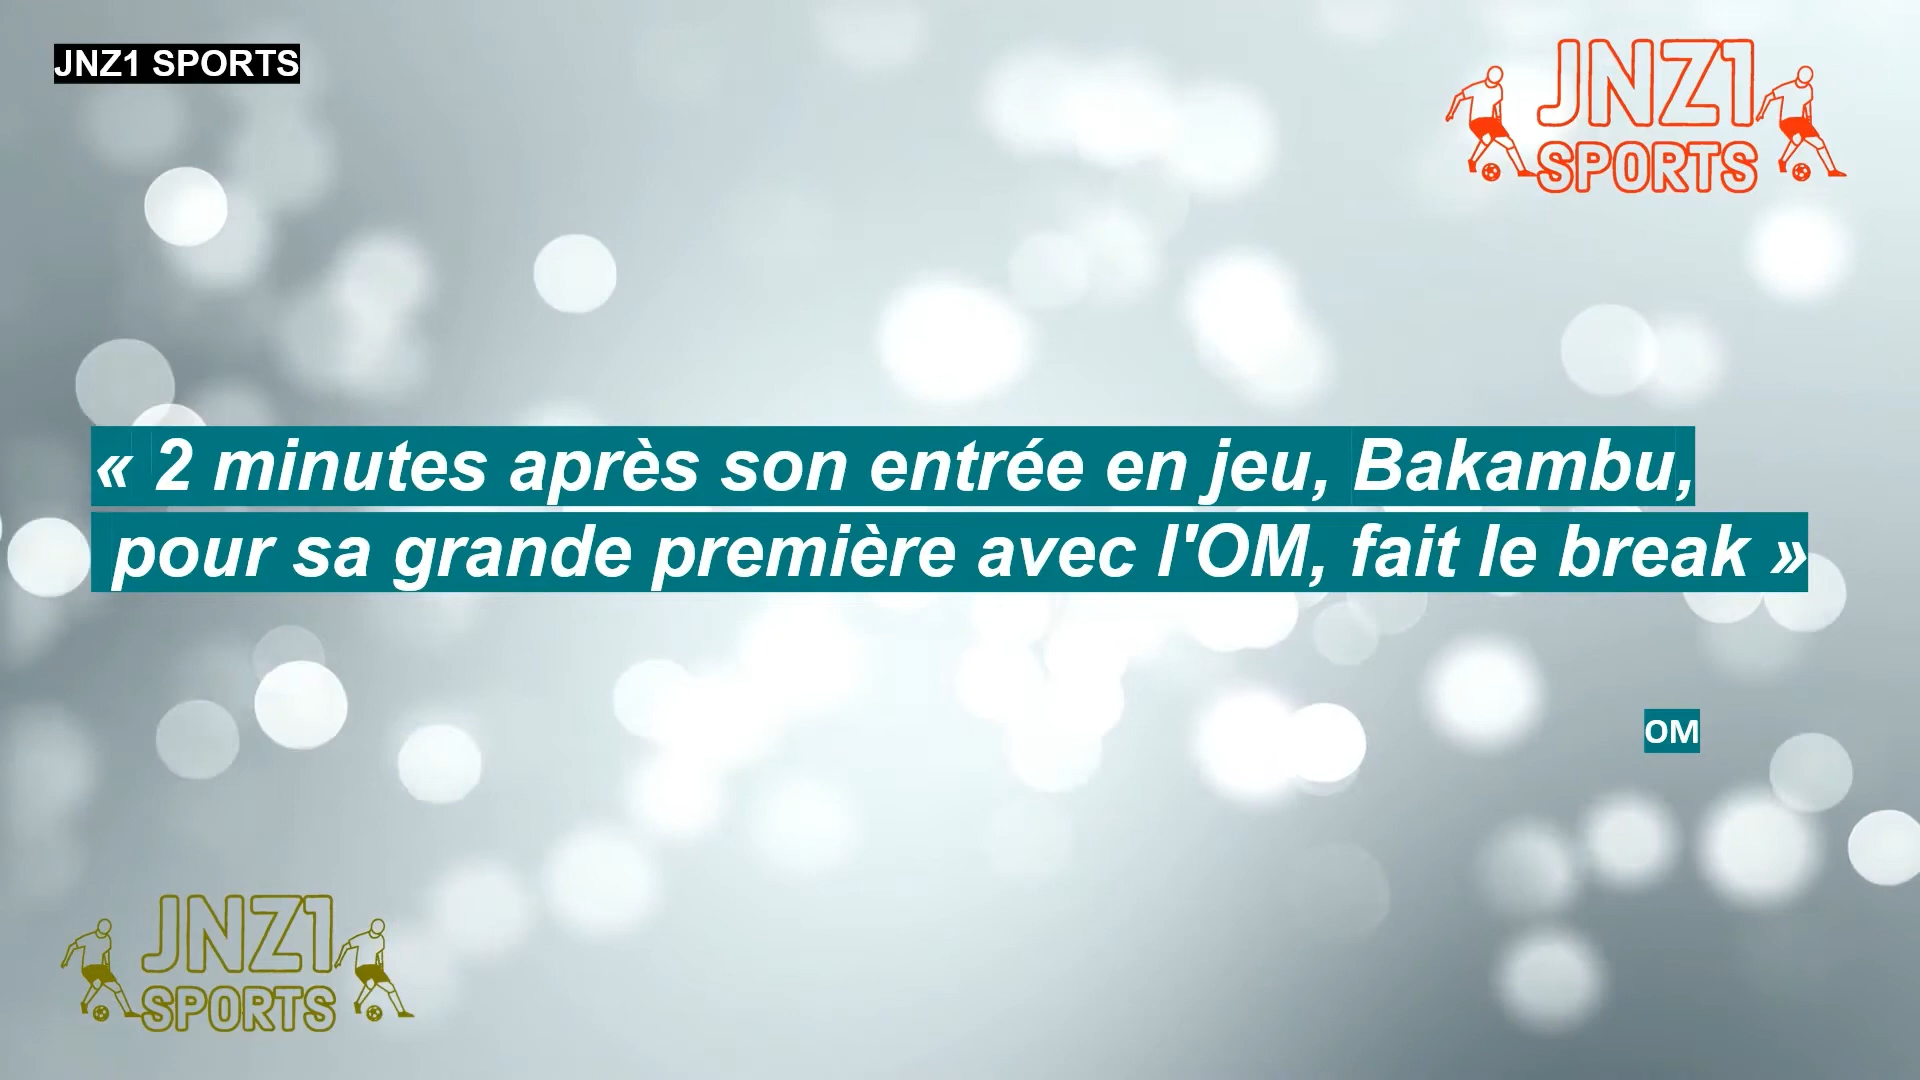 JNZ1 SPORTS
JNZ1
SPORTS
« 2 minutes après son entrée en jeu, Bakambu,
pour sa grande première avec l'OM, fait le break »
OM
JNZ1
SPORTS